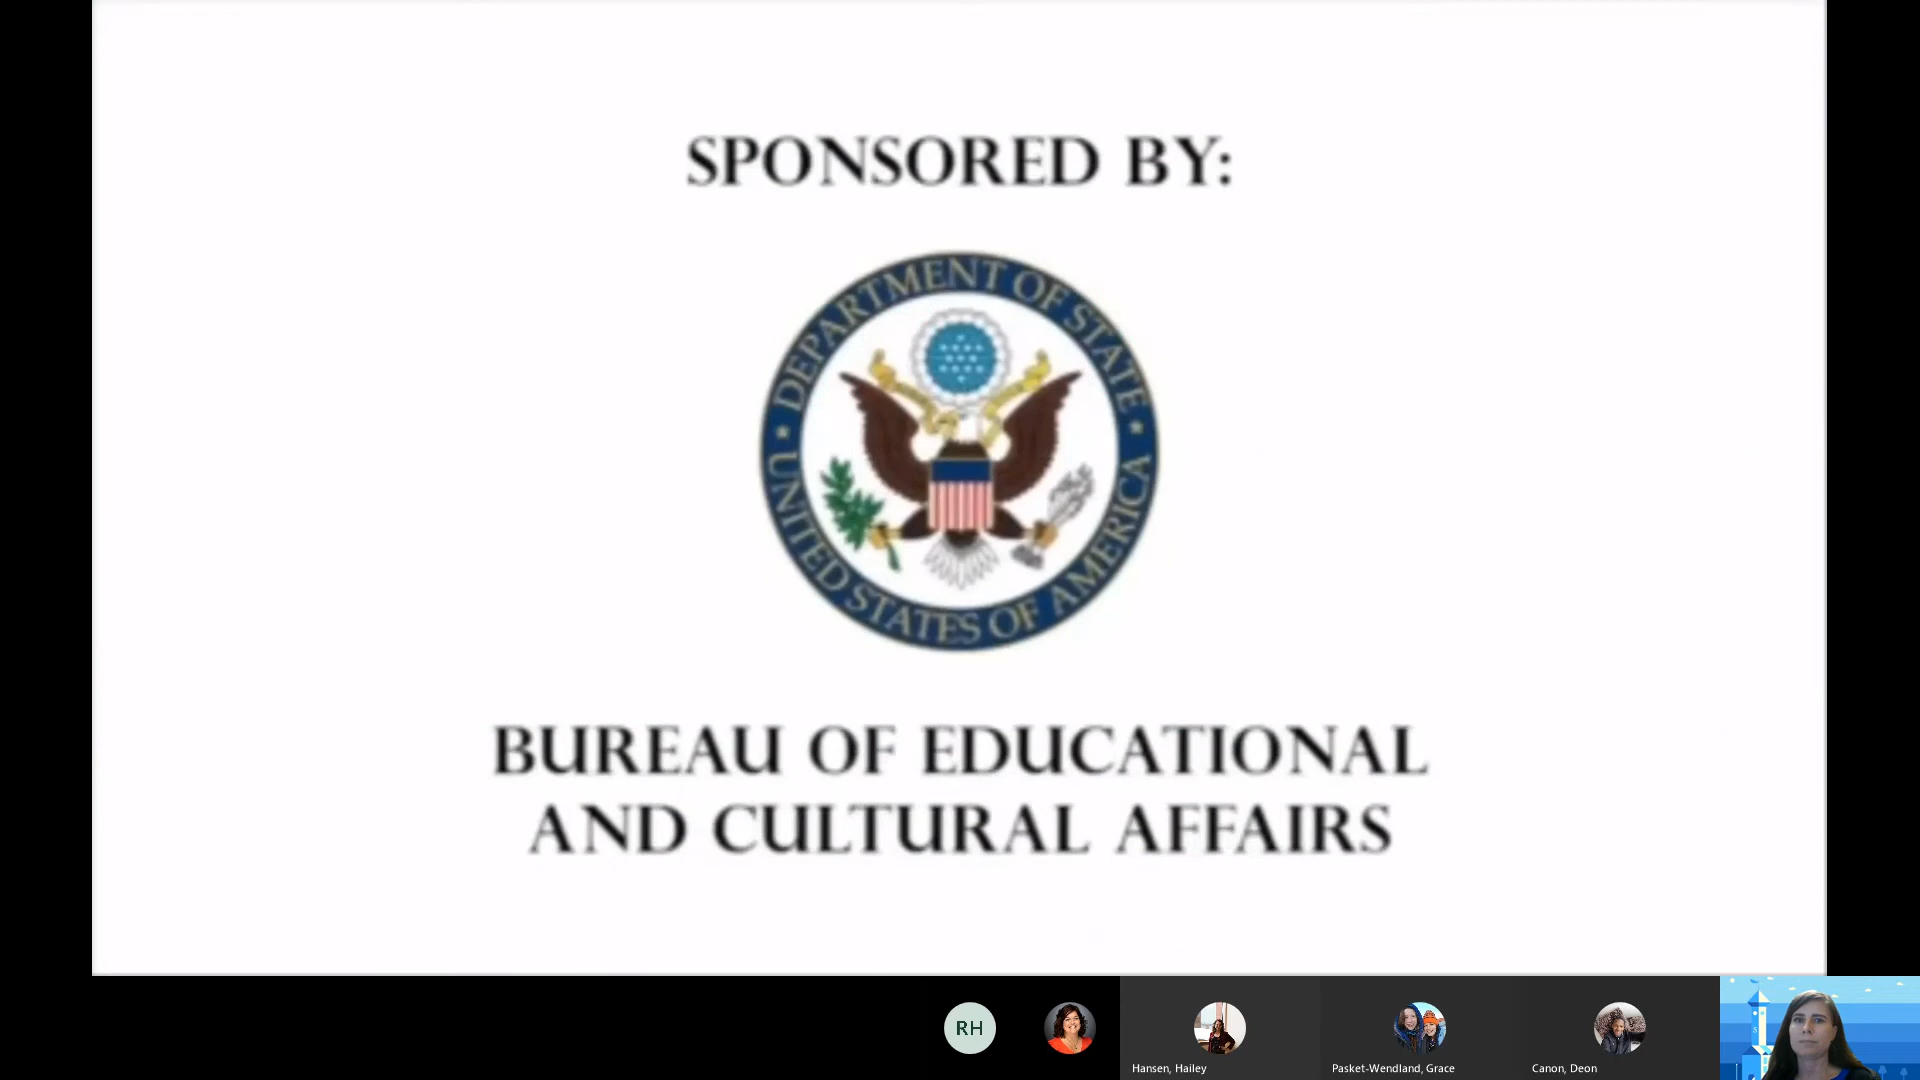 SPONSORED BY:
DEPARTMENT OF STATE
UNITED STATES OF AMERICA
BUREAU OF EDUCATIONAL
AND CULTURAL AFFAIRS
RH
Hansen, Hailey
Pasket-Wendland, Grace
Canon, Deon